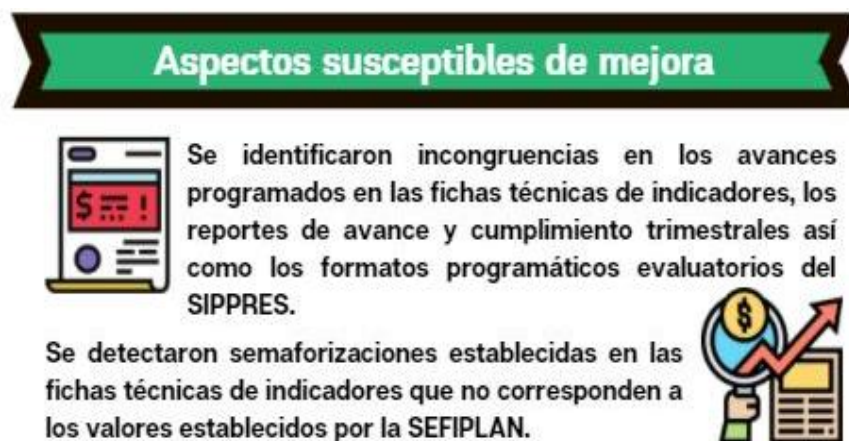 Aspectos susceptibles de mejora
Se identificaron incongruencias en los avances
programados en las fichas técnicas de indicadores, los
reportes de avance y cumplimiento trimestrales así
como los formatos programáticos evaluatorios del
SIPPRES.
Se detectaron semaforizaciones establecidas en las
fichas técnicas de indicadores que no corresponden a
los valores establecidos por la SEFIPLAN.